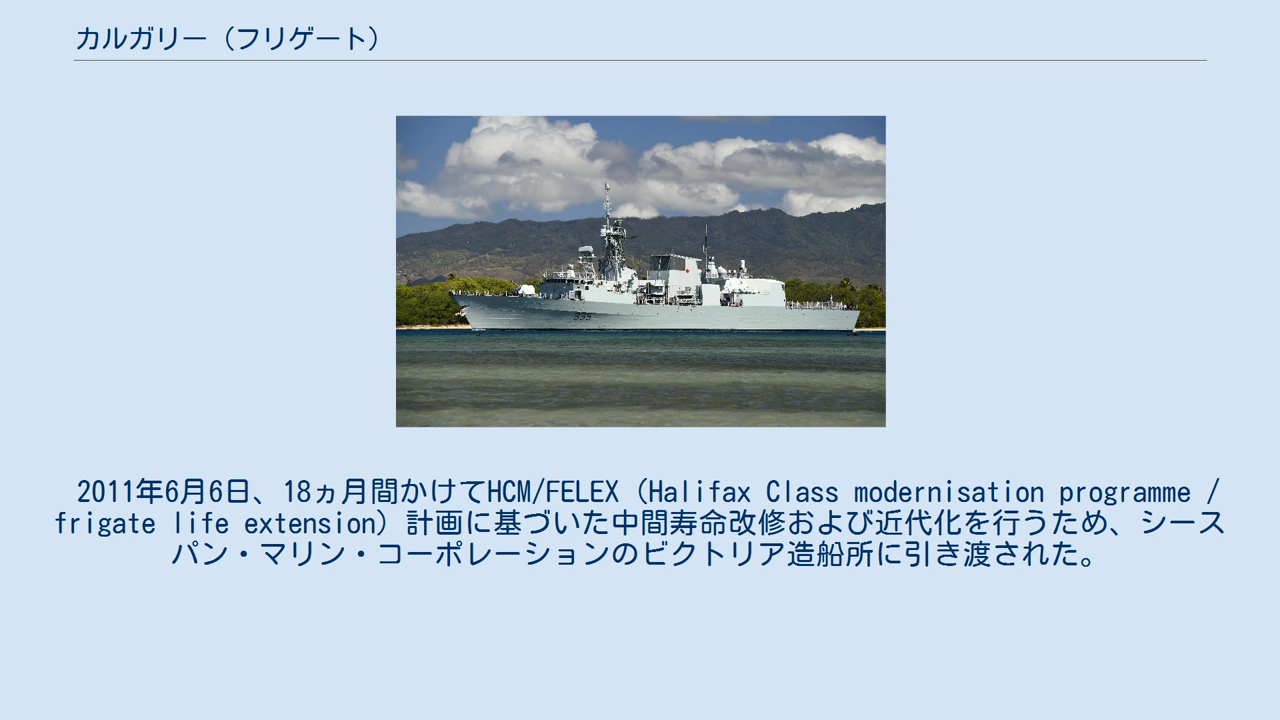 カルガリー（フリゲート）
335
2011年6月6日、18ヵ月間かけてHCM/FELEX（Halifax Class modernisation programme /
frigate life extension）計画に基づいた中間寿命改修および近代化を行うため、シース
パン・マリン・コーポレーションのビクトリア造船所に引き渡された。